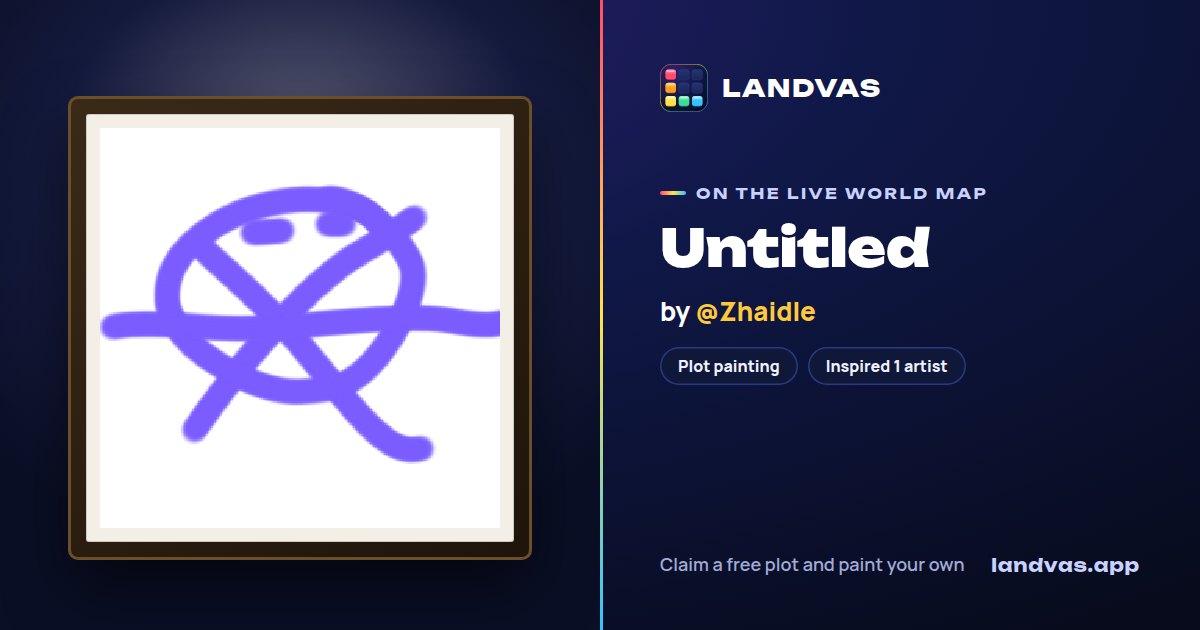 LANDVAS
ON THE LIVE WORLD MAP
Untitled
by @Zhaidle
Plot painting
Inspired 1 artist
Claim a free plot and paint your own
landvas.app